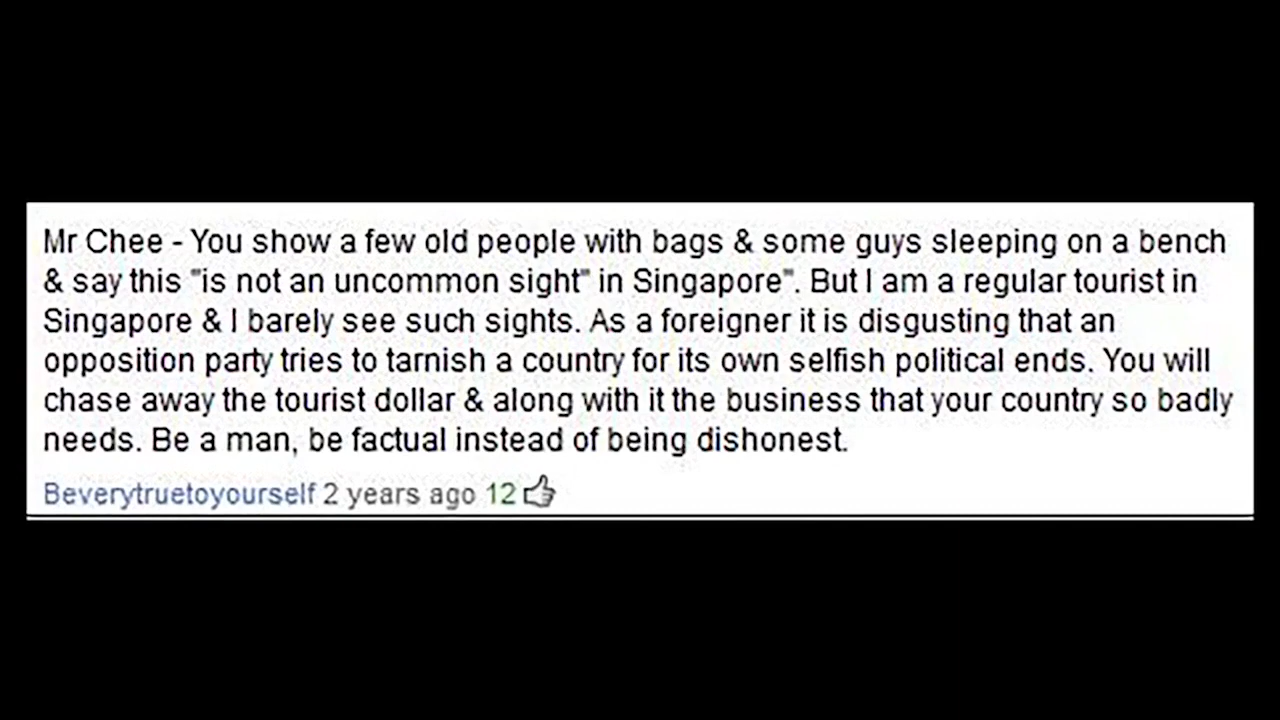 Mr Chee - You show a few old people with bags & some guys sleeping on a bench
& say this "is not an uncommon sight" in Singapore". But I am a regular tourist in
Singapore & I barely see such sights. As a foreigner it is disgusting that an
opposition party tries to tarnish a country for its own selfish political ends. You will
chase away the tourist dollar & along with it the business that your country so badly
needs. Be a man, be factual instead of being dishonest.
Beverytruetoyourself 2 years ago 12